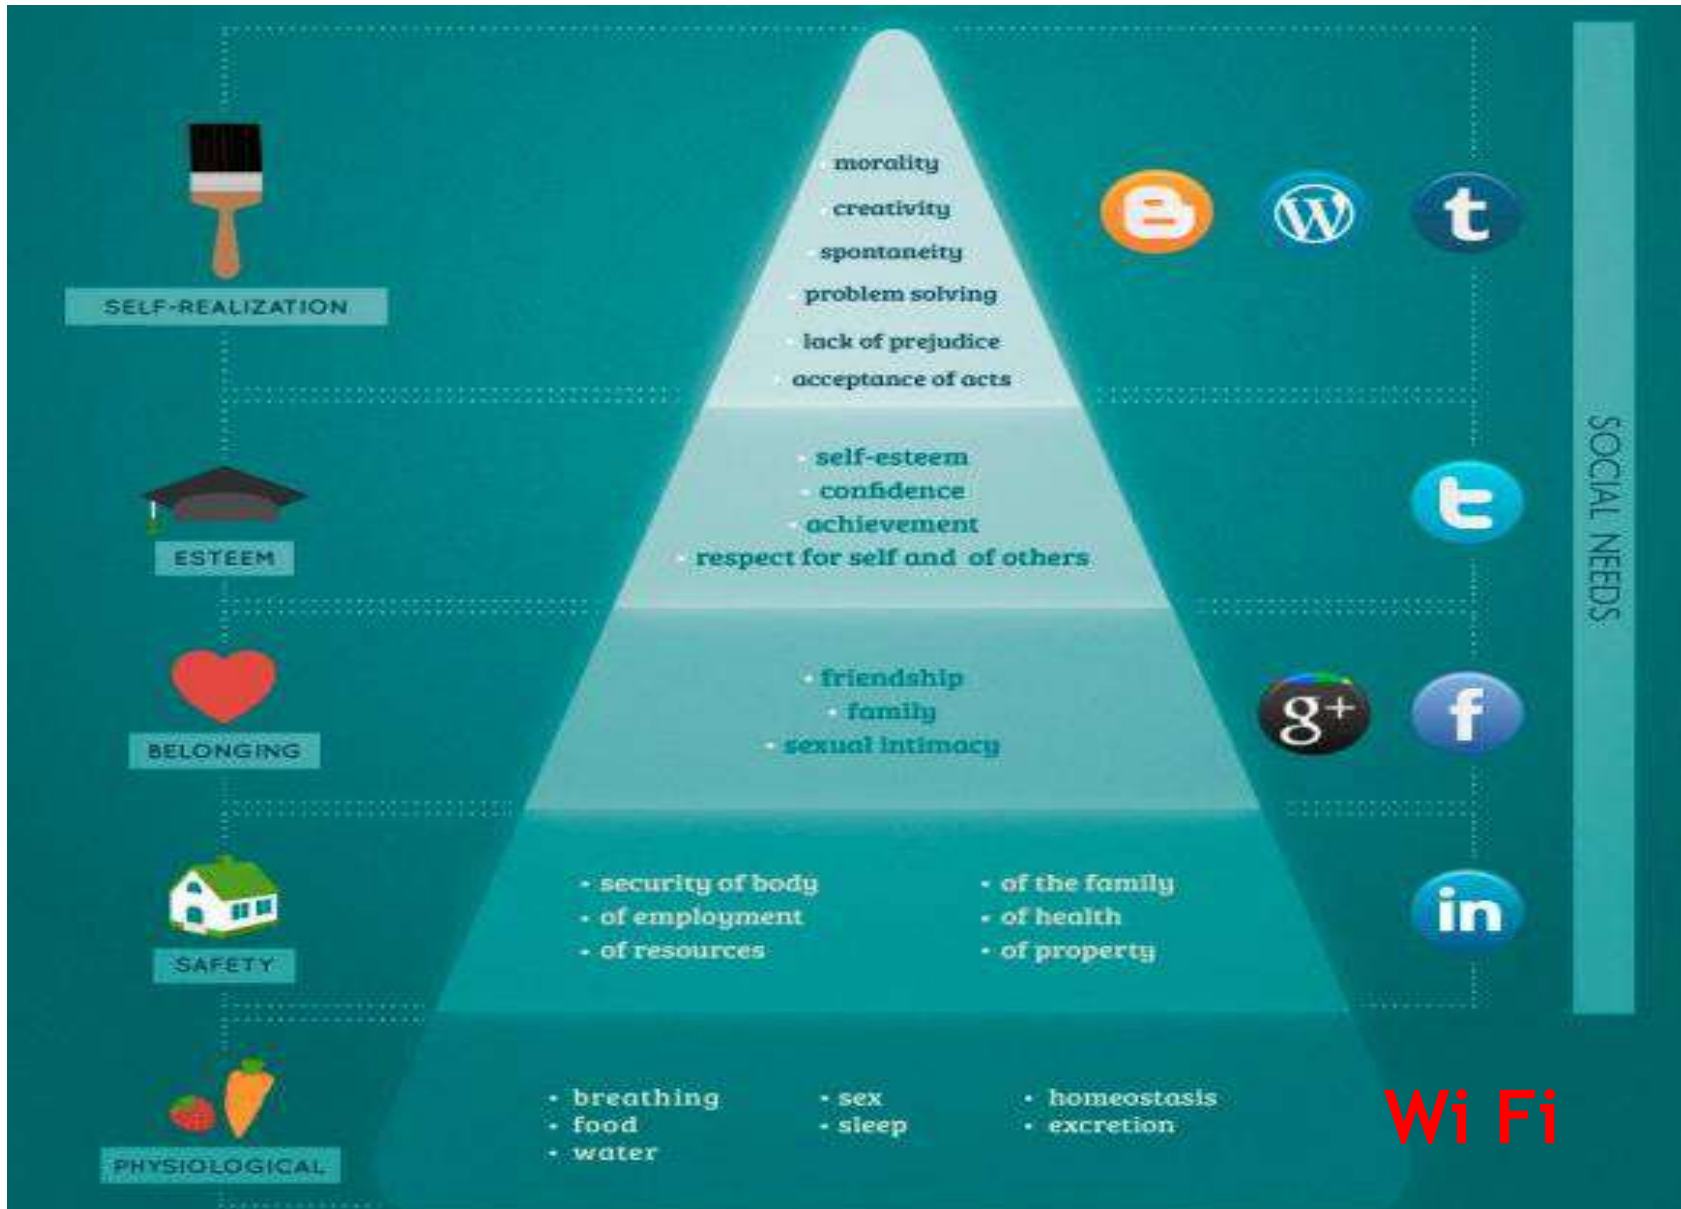 morality
creativity
spontaneity
problem solving
lack of prejudice
acceptance of acts
SELF-REALIZATION
B W t
• self-esteem
• confidence
• achievement
• respect for self and of others
ESTEEM
t
• friendship
• family
• sexual intimacy
BELONGING
g+ f
• security of body
• of employment
• of resources
• of the family
• of health
• of property
SAFETY
in
• breathing
• food
• water
• sex
• sleep
• homeostasis
• excretion
PHYSIOLOGICAL
Wi Fi
SOCIAL NEEDS